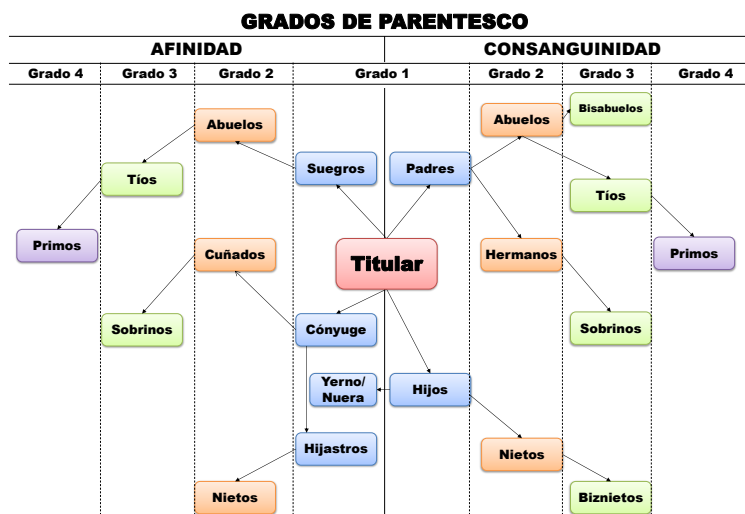 GRADOS DE PARENTESCO
AFINIDAD CONSANGUINIDAD
Grado 4 Grado 3 Grado 2 Grado 1 Grado 2 Grado 3 Grado 4
Bisabuelos
Abuelos Abuelos
Suegros Padres
Tíos Tíos
Primos Cuñados Titular Hermanos Primos
Sobrinos Cónyuge Sobrinos
Yerno/
Nuera Hijos
Hijastros Nietos
Nietos Biznietos